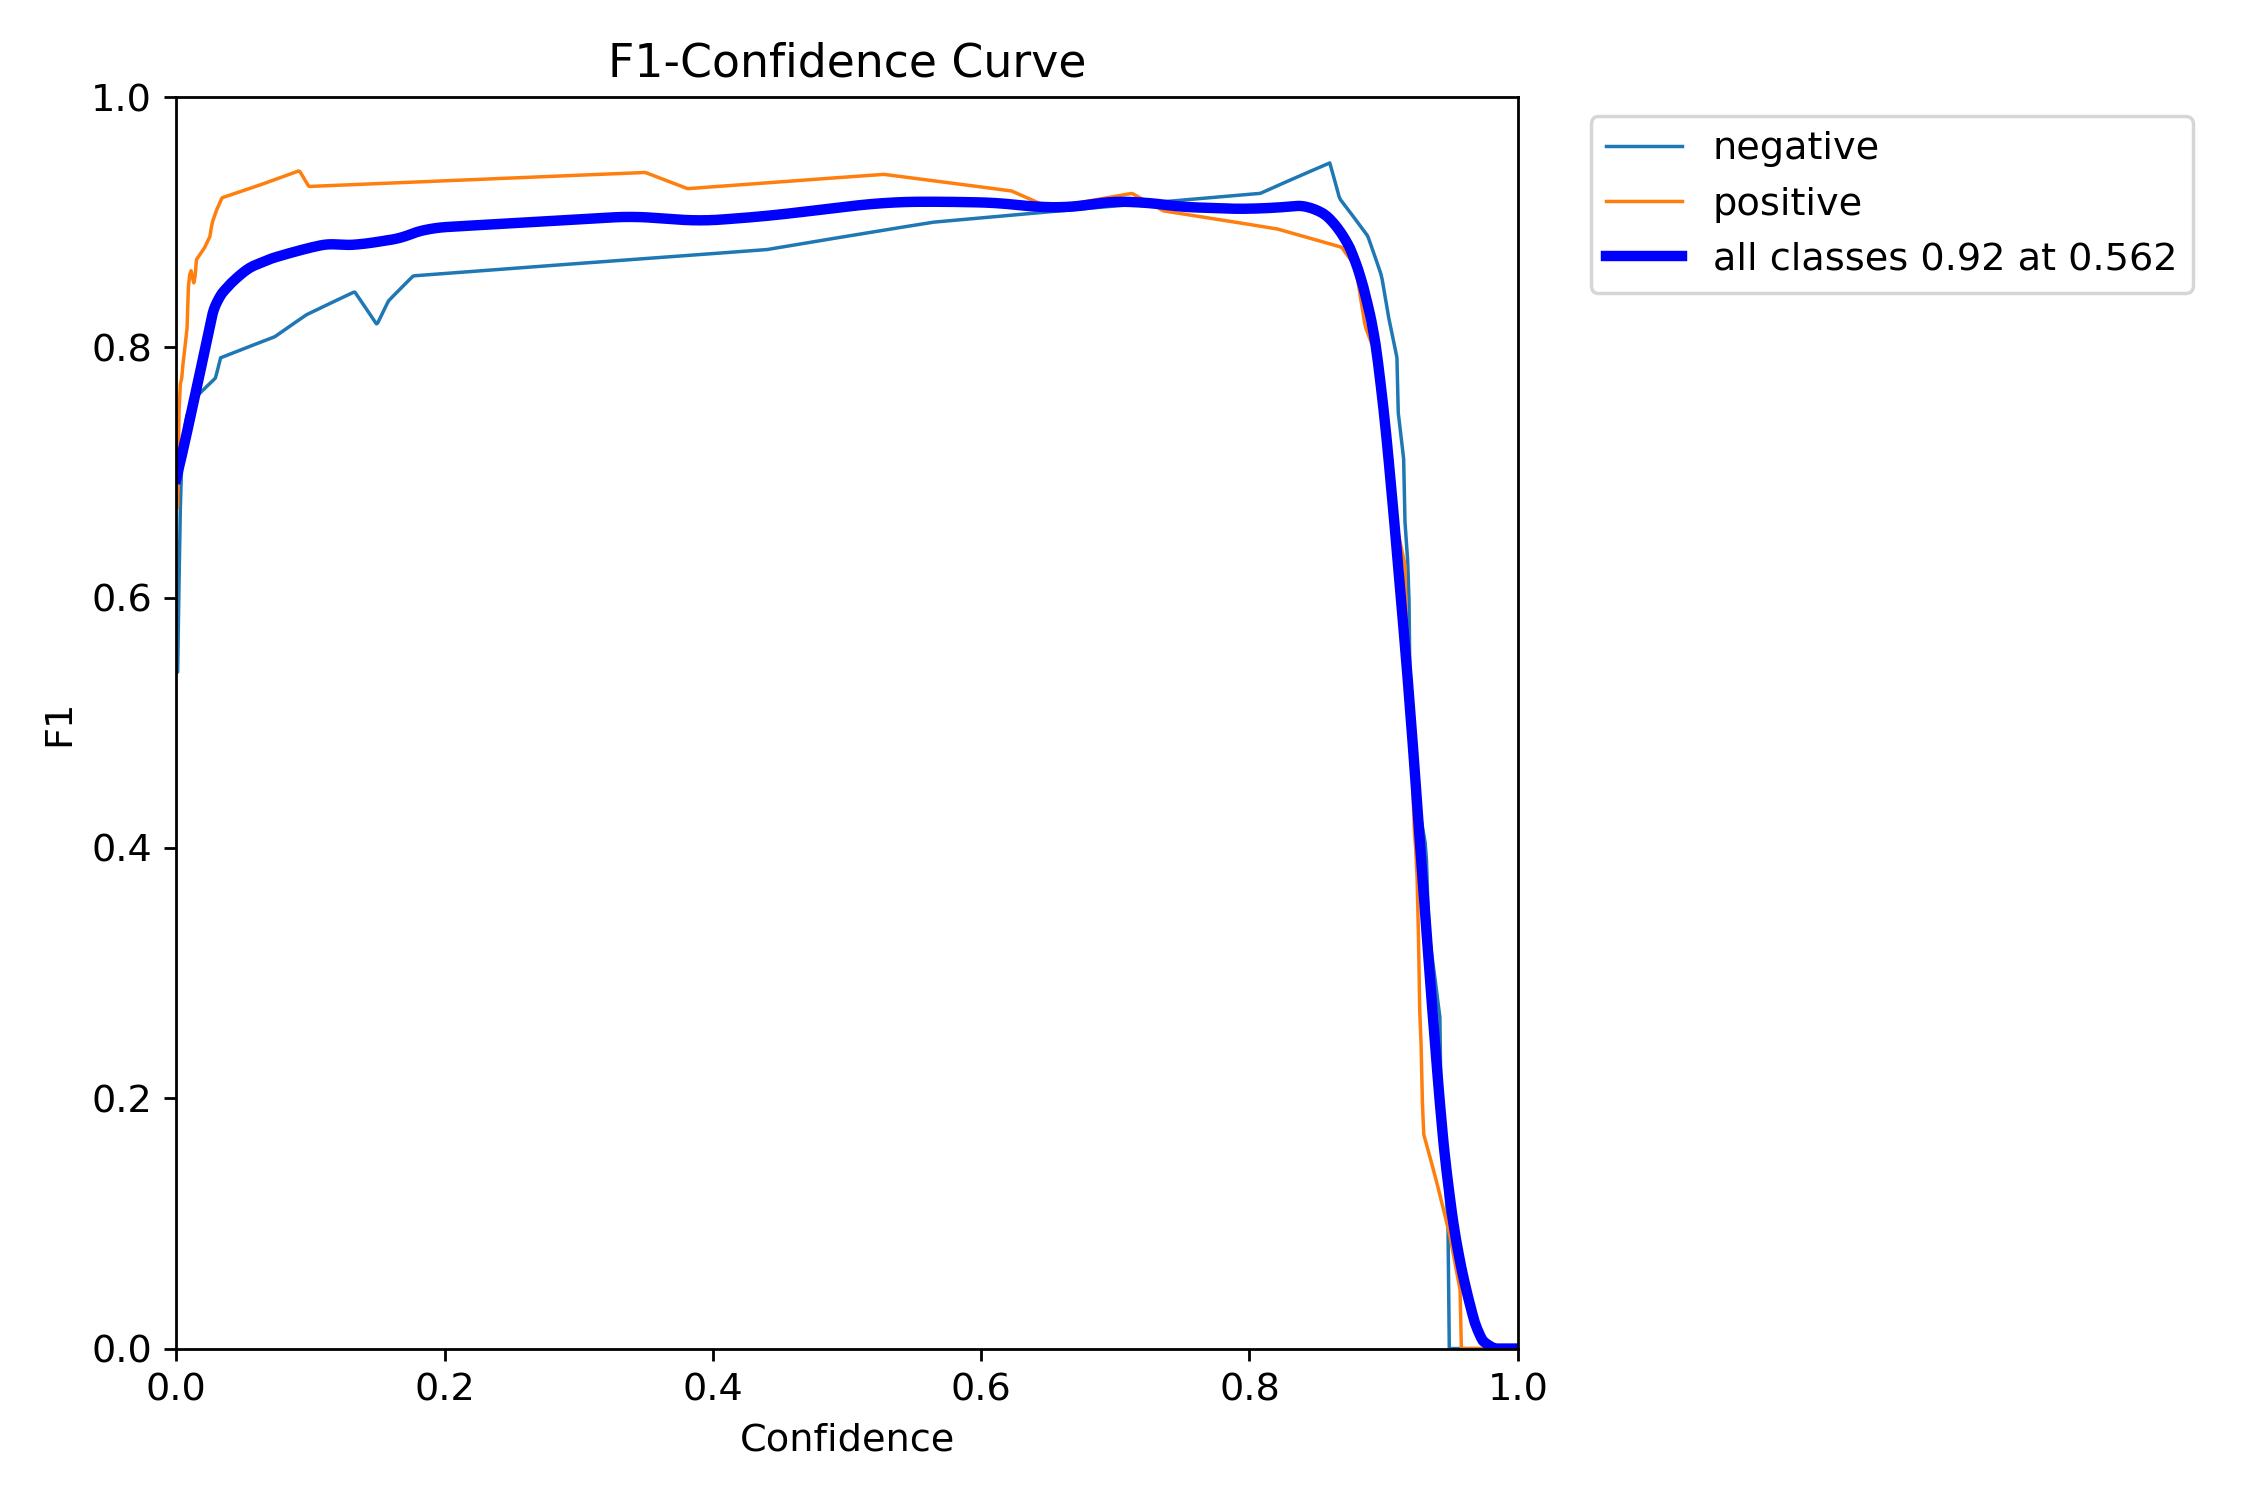 F1-Confidence Curve
1.0
0.8
0.6
0.4
0.2
0.0
F1
0.0 0.2 0.4 0.6 0.8 1.0
Confidence
negative
positive
all classes 0.92 at 0.562